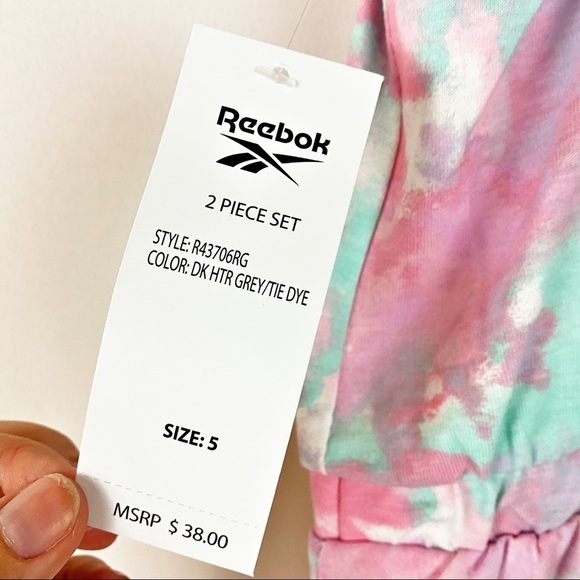 Reebok
2 PIECE SET
STYLE: R43706RG
COLOR: DK HTR GREY/TIE DYE
SIZE: 5
MSRP $ 38.00